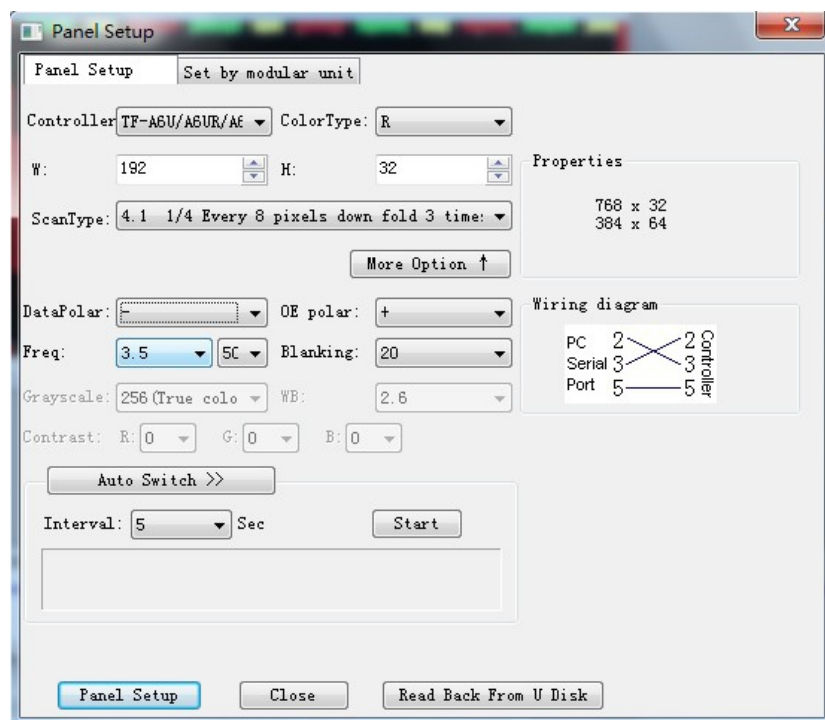 Panel Setup
Panel Setup Set by modular unit
Controller TF-A6U/A6UR/A6 ColorType: R
W: 192 H: 32
Properties
768 x 32
384 x 64
ScanType: 4.1 1/4 Every 8 pixels down fold 3 time:
More Option ↑
DataPolar: - OE polar: +
Freq: 3.5 50 Blanking: 20
Grayscale: 256(True colo WB: 2.6
Contrast: R: 0 G: 0 B: 0
Wiring diagram
PC 2 2
Serial 3 3
Port 5 5
Controller
Auto Switch >>
Interval: 5 Sec Start
Panel Setup Close Read Back From U Disk